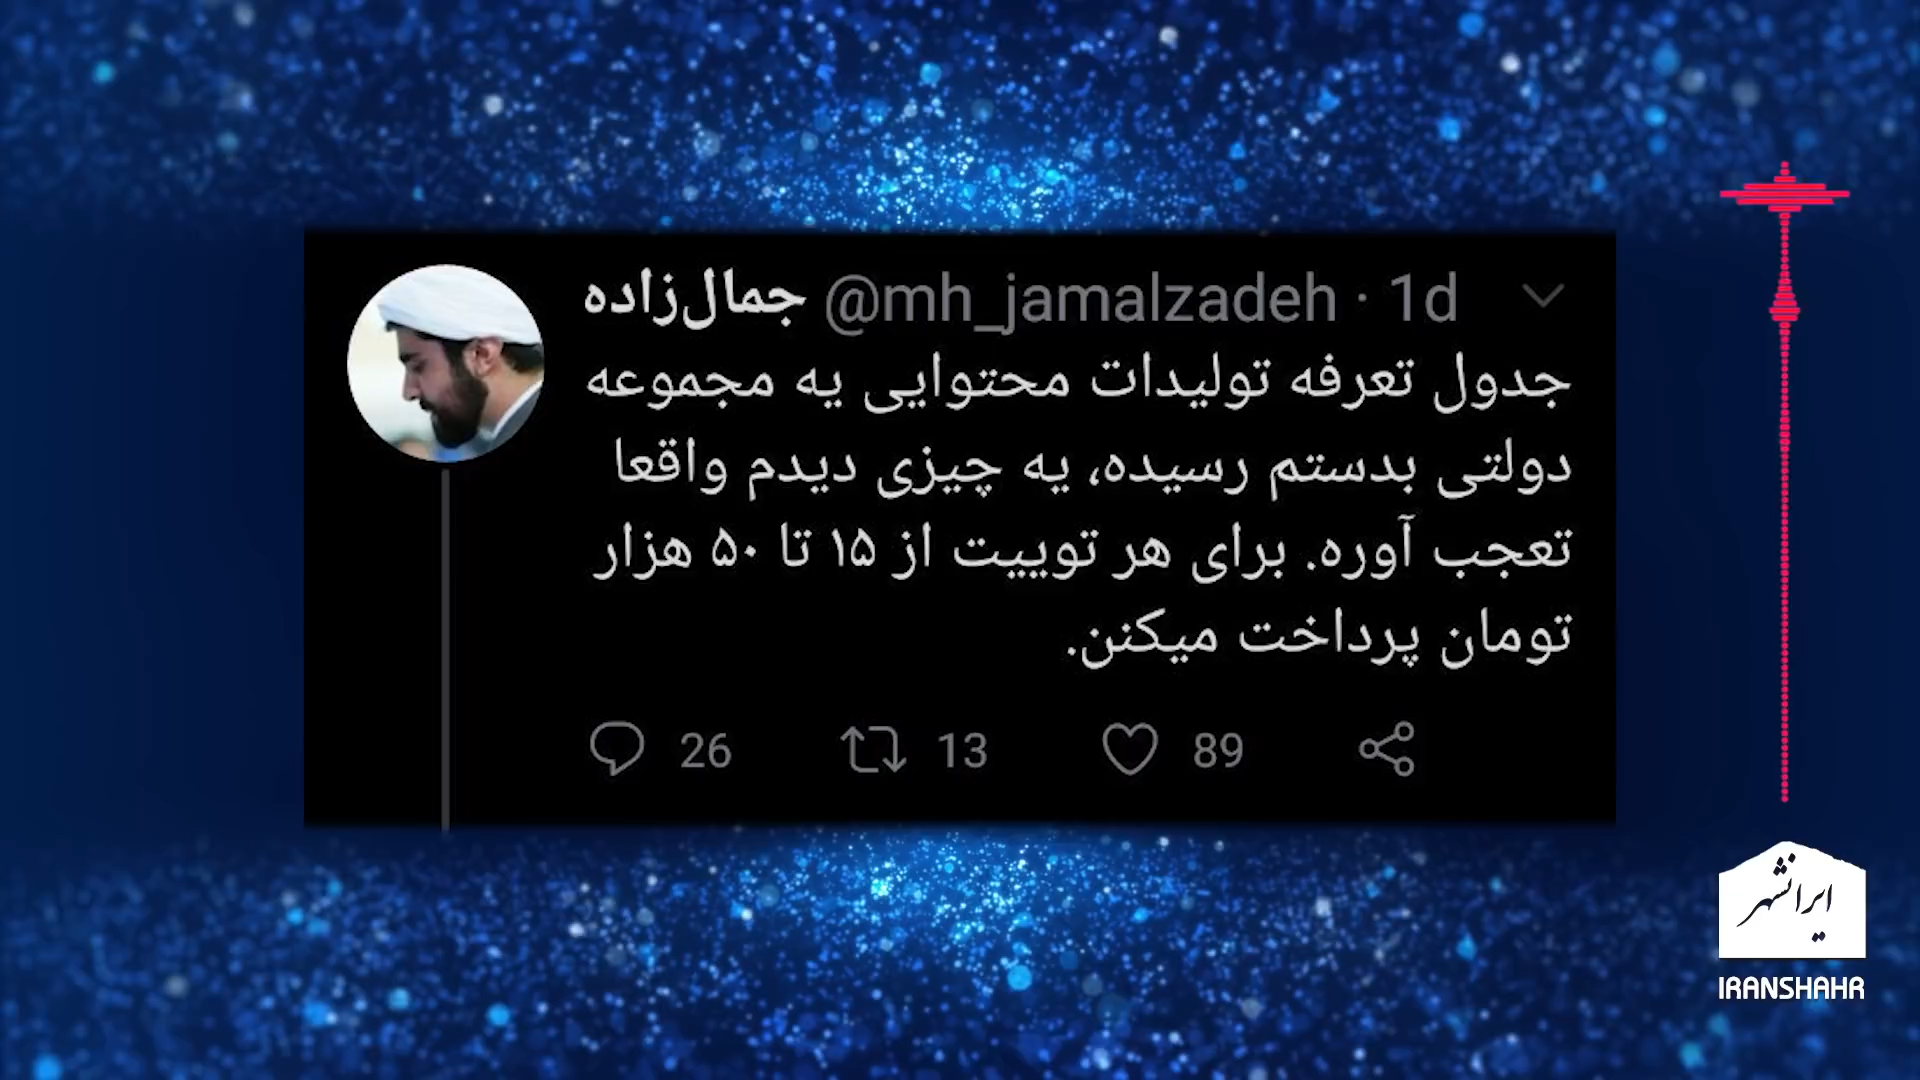 جمال‌زاده @mh_jamalzadeh · 1d
جدول تعرفه تولیدات محتوایی یه مجموعه
دولتی بدستم رسیده، یه چیزی دیدم واقعا
تعجب آوره. برای هر توییت از ۱۵ تا ۵۰ هزار
تومان پرداخت میکنن.
26 13 89
ایرانشهر
IRANSHAHR